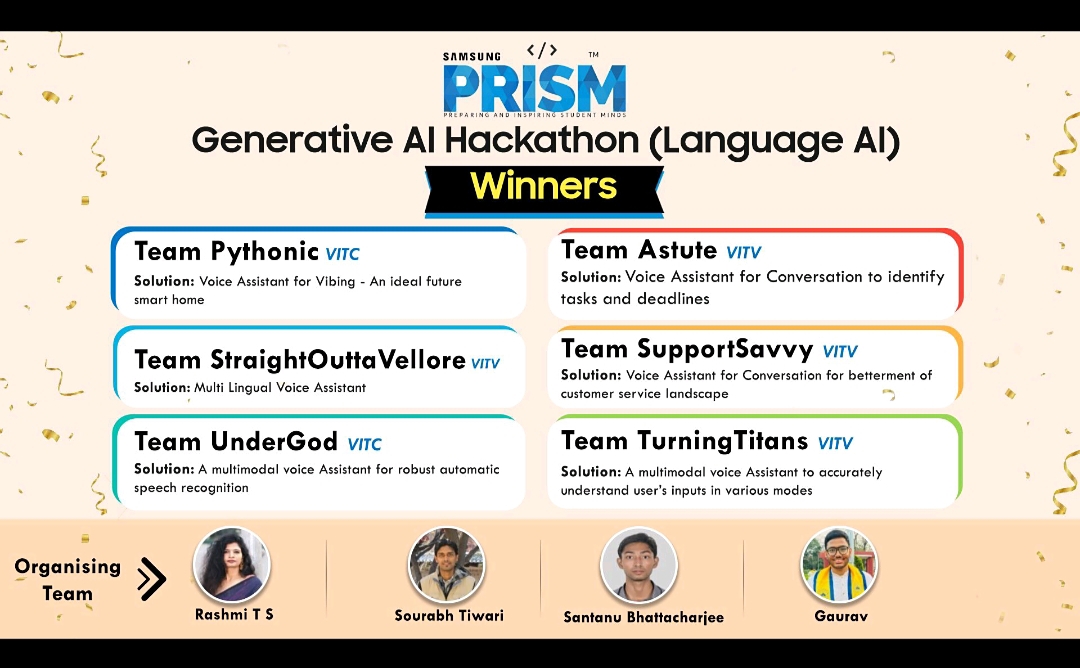 SAMSUNG </> TM
PRISM
PREPARING AND INSPIRING STUDENT MINDS
Generative AI Hackathon (Language AI)
Winners
Team Pythonic VITC
Solution: Voice Assistant for Vibing - An ideal future
smart home
Team Astute VITV
Solution: Voice Assistant for Conversation to identify
tasks and deadlines
Team StraightOuttaVellore VITV
Solution: Multi Lingual Voice Assistant
Team SupportSavvy VITV
Solution: Voice Assistant for Conversation for betterment of
customer service landscape
Team UnderGod VITC
Solution: A multimodal voice Assistant for robust automatic
speech recognition
Team TurningTitans VITV
Solution: A multimodal voice Assistant to accurately
understand user's inputs in various modes
Organising
Team
Rashmi T S
Sourabh Tiwari
Santanu Bhattacharjee
Gaurav